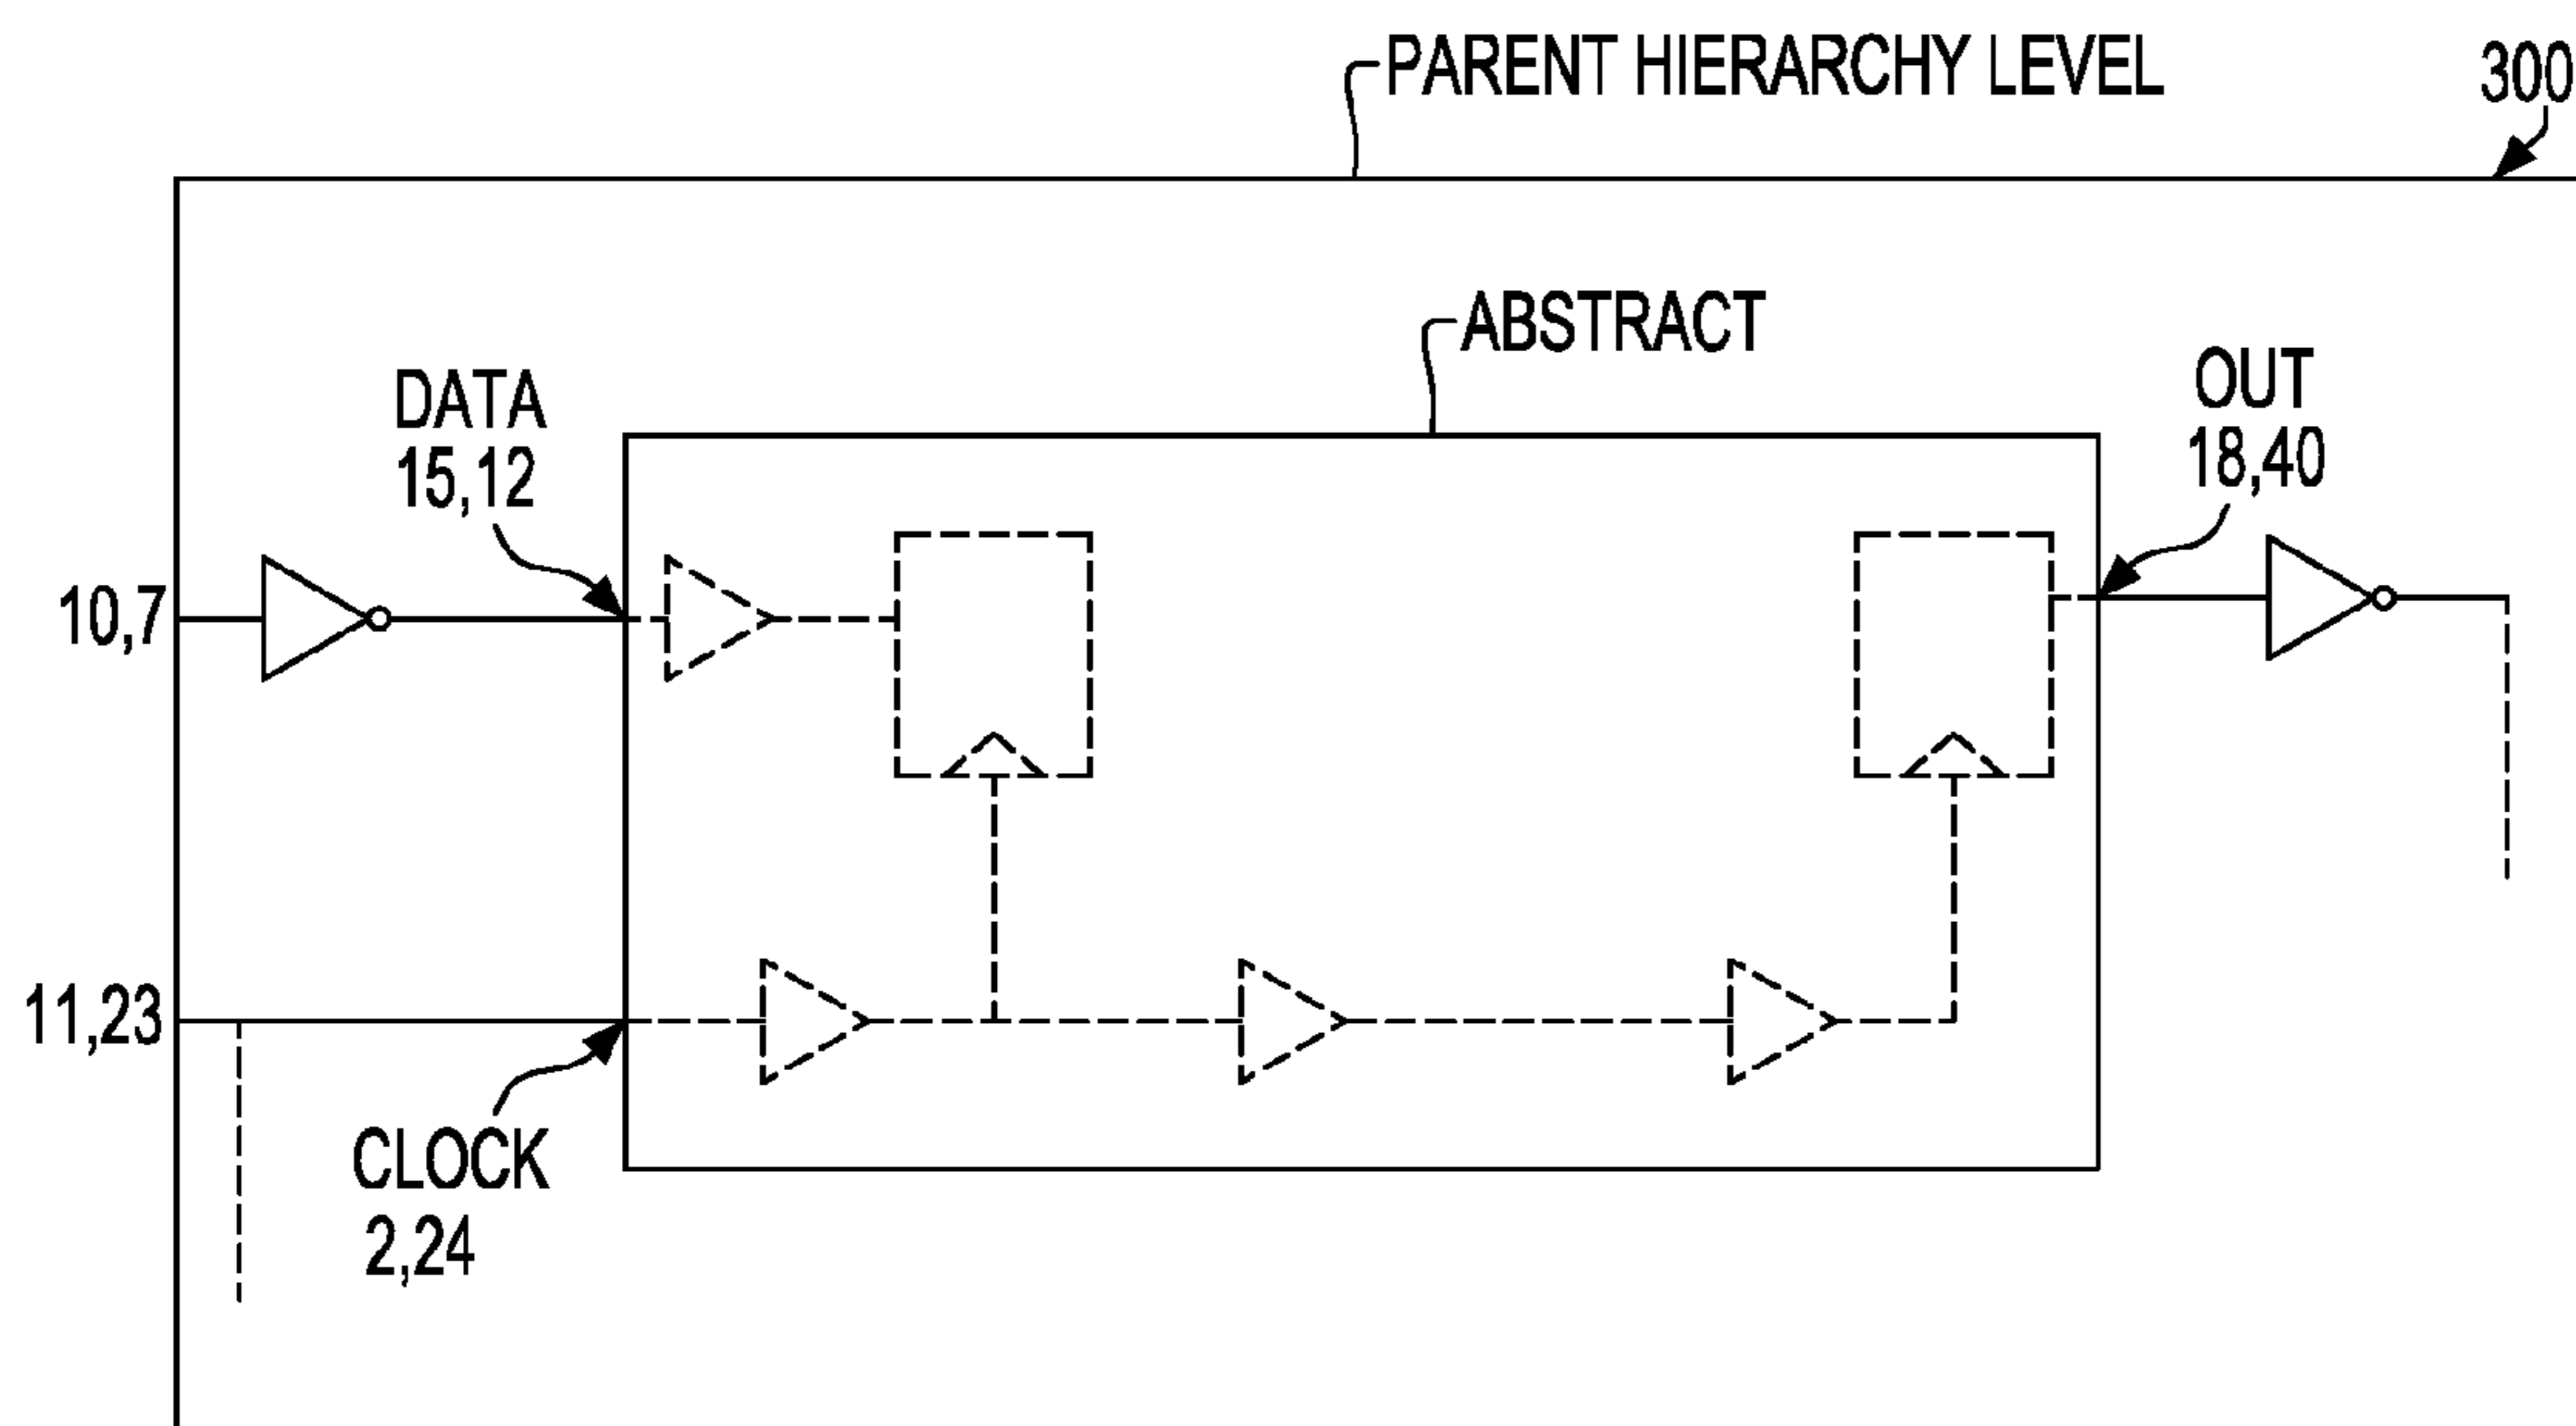 PARENT HIERARCHY LEVEL
300
ABSTRACT
DATA
15,12
OUT
18,40
10,7
11,23
CLOCK
2,24